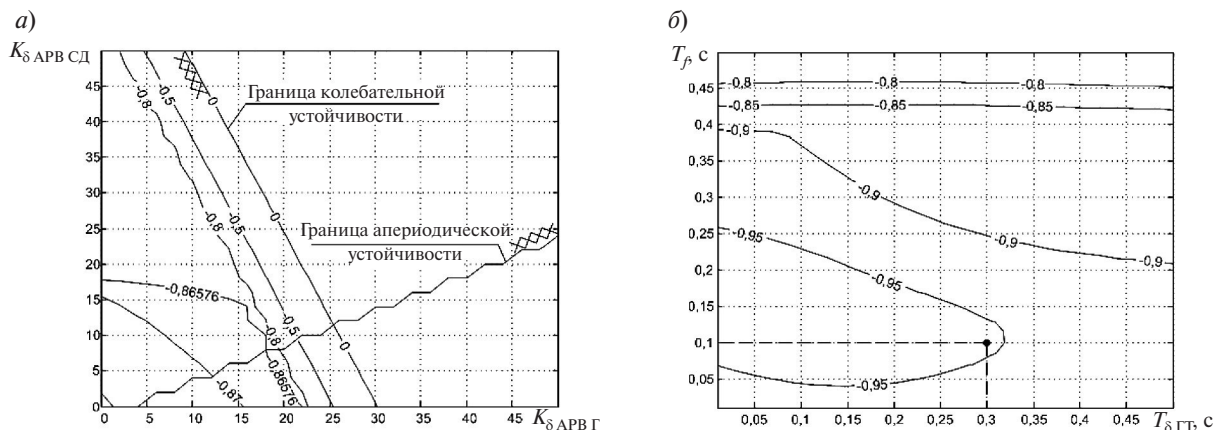 а)
K δ АРВ СД
45
40
35
30
25
20
15
10
5
0
0 5 10 15 20 25 30 35 40 45
K δ АРВ Г
-0,8
-0,5
0
Граница колебательной
устойчивости
0
-0,8
-0,5
0
Граница апериодической
устойчивости
-0,86576
-0,8
-0,5
0
-0,87
-0,86576
б)
T f, с
0,45
0,4
0,35
0,3
0,25
0,2
0,15
0,1
0,05
0,05 0,1 0,15 0,2 0,25 0,3 0,35 0,4 0,45
T δ ГТ, с
-0,8 -0,8 -0,8
-0,85 -0,85 -0,85
-0,9
-0,9
-0,9
-0,9
-0,95
-0,95
-0,95